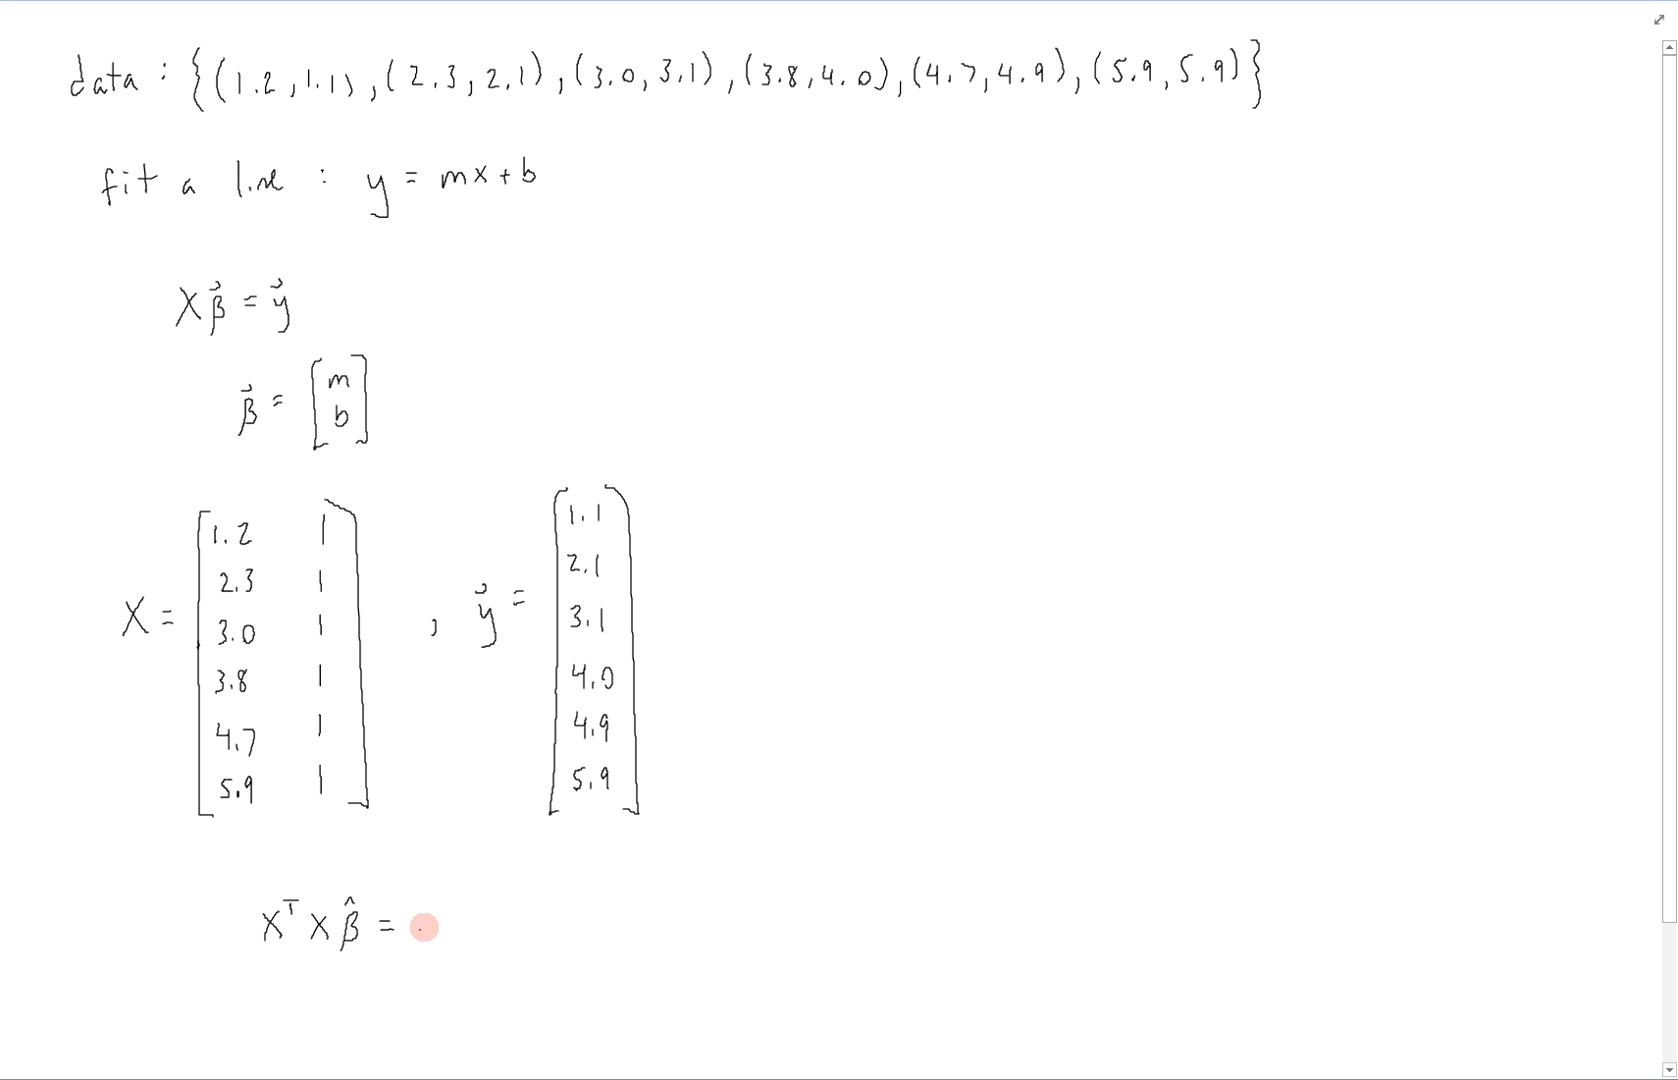 data : {(1.2,1.1),(2.3,2.1),(3.0,3.1),(3.8,4.0),(4.7,4.9),(5.9,5.9)}
fit a line : y = mx + b
Xβ⃗ = y⃗
β⃗ = [m
b]
X = [1.2 1
2.3 1
3.0 1
3.8 1
4.7 1
5.9 1]
, y⃗ = [1.1
2.1
3.1
4.0
4.9
5.9]
Xᵀ X β̂ =